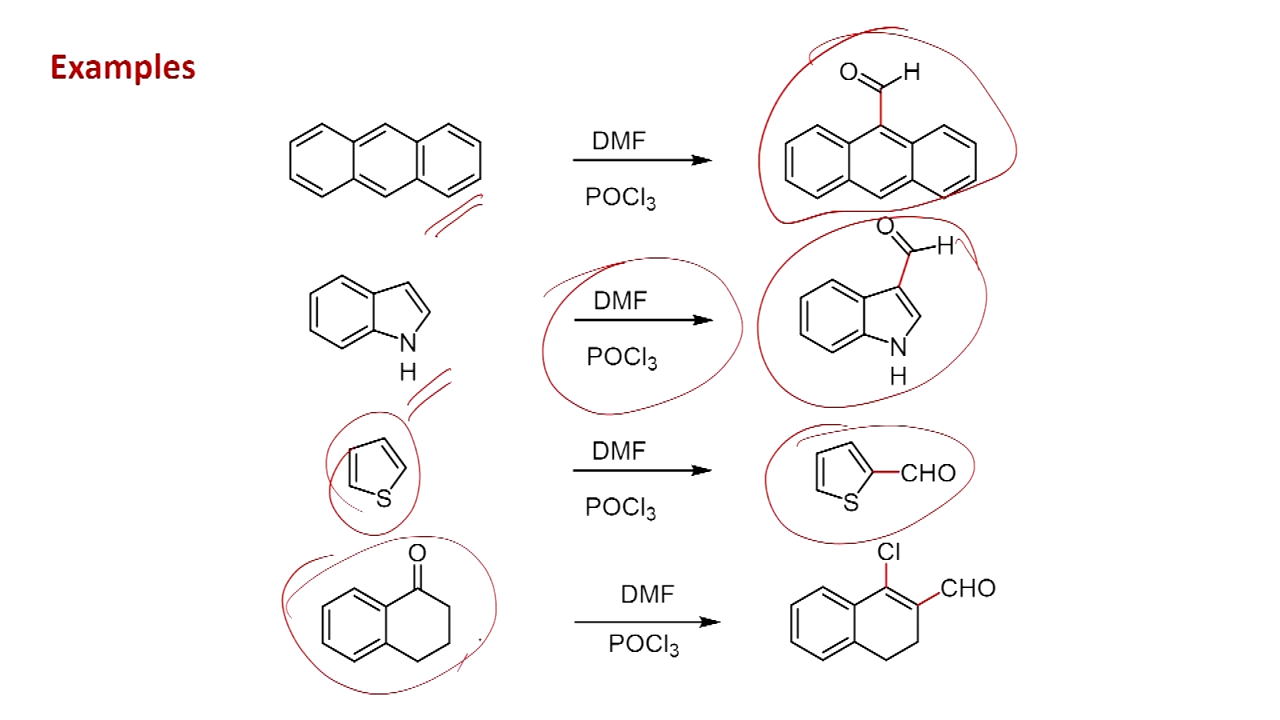 Examples
DMF
POCl₃
O H
DMF
POCl₃
N
H
O H
N
H
DMF
POCl₃
S
CHO
S
O
DMF
POCl₃
Cl
CHO